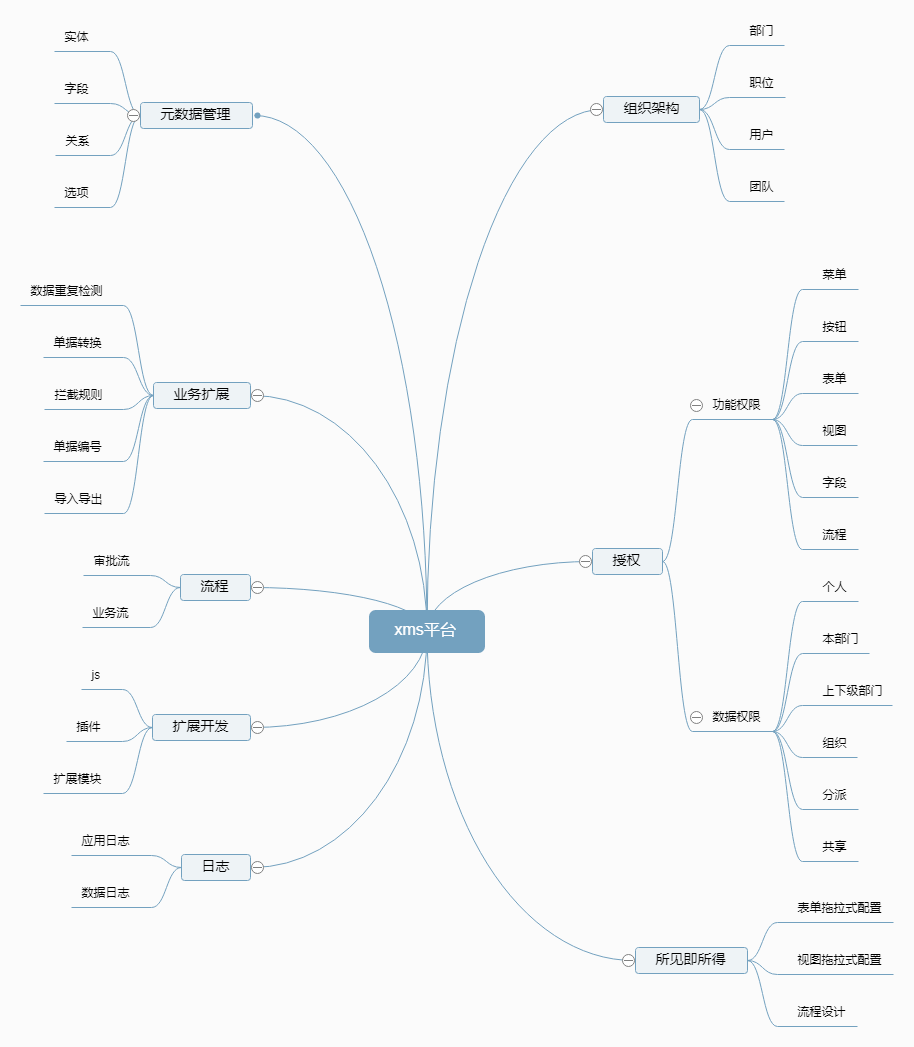 xms平台
元数据管理
实体
字段
关系
选项
业务扩展
数据重复检测
单据转换
拦截规则
单据编号
导入导出
流程
审批流
业务流
扩展开发
js
插件
扩展模块
日志
应用日志
数据日志
组织架构
部门
职位
用户
团队
授权
功能权限
菜单
按钮
表单
视图
字段
流程
数据权限
个人
本部门
上下级部门
组织
分派
共享
所见即所得
表单拖拉式配置
视图拖拉式配置
流程设计